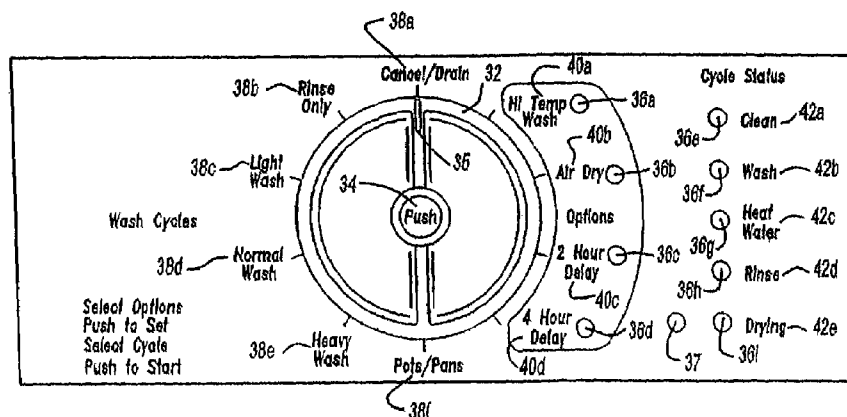 38a
Cancel/Drain
32
40a
Cycle Status
38b
Rinse
Only
Hi Temp
Wash
36a
36e
Clean
42a
38c
Light
Wash
35
40b
Air Dry
36b
36f
Wash
42b
34
Push
Wash Cycles
Options
36g
Heat
Water
42c
38d
Normal
Wash
2 Hour
Delay
36c
40c
36h
Rinse
42d
Select Options
Push to Set
Select Cycle
Push to Start
38e
Heavy
Wash
4 Hour
Delay
36d
37
36i
Drying
42e
Pots/Pans
40d
38f